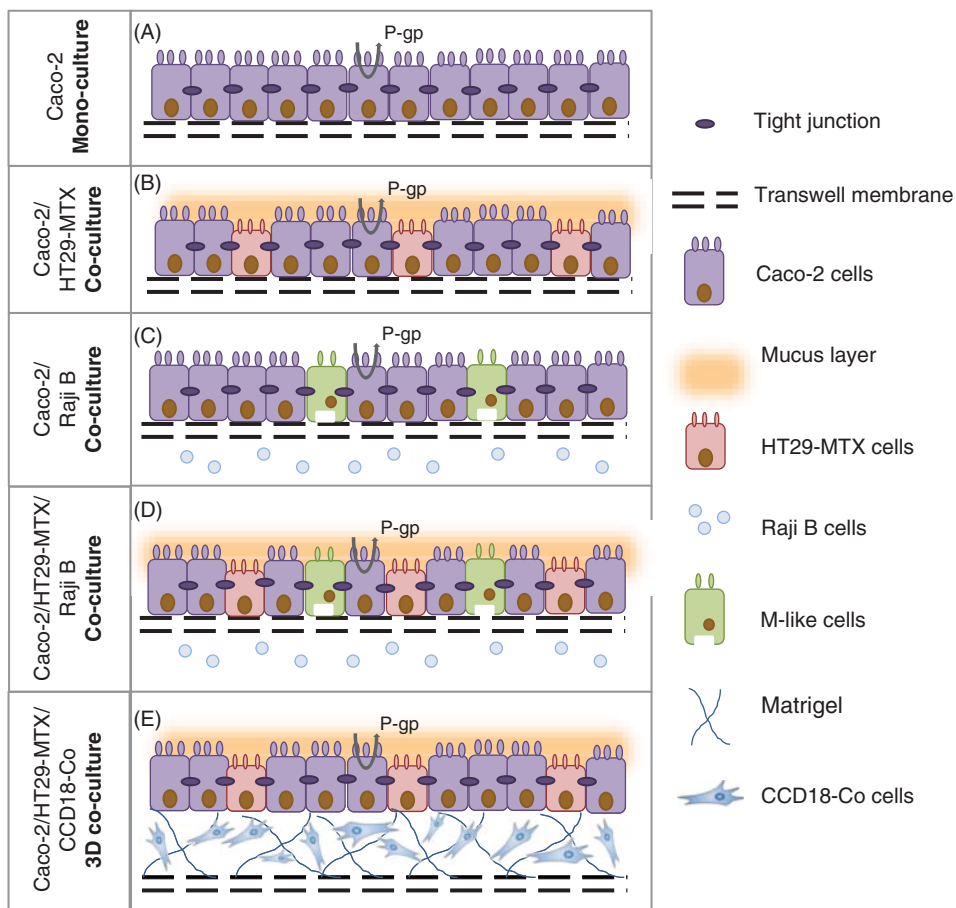 Caco-2
Mono-culture
(A)
P-gp
Caco-2/
HT29-MTX
Co-culture
(B)
P-gp
Caco-2/
Raji B
Co-culture
(C)
P-gp
Caco-2/HT29-MTX/
Raji B
Co-culture
(D)
P-gp
Caco-2/HT29-MTX/
CCD18-Co
3D co-culture
(E)
P-gp
Tight junction
Transwell membrane
Caco-2 cells
Mucus layer
HT29-MTX cells
Raji B cells
M-like cells
Matrigel
CCD18-Co cells